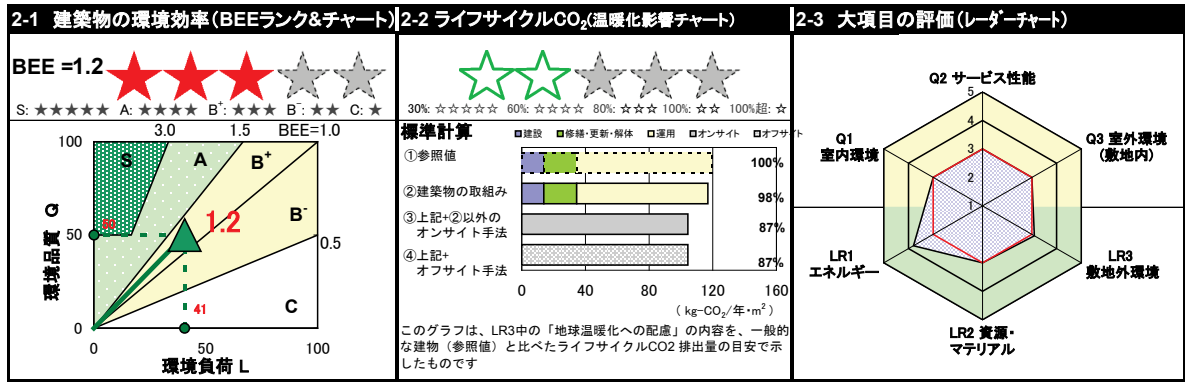 2-1 建築物の環境効率(BEEランク&チャート)
BEE =1.2
S: ★★★★★ A: ★★★★ B⁺: ★★★ B⁻: ★★ C: ★
3.0 1.5 BEE=1.0
100
S
A
B⁺
1.2
環境品質 Q
50
50
B⁻
0.5
41
C
0
0 50 100
環境負荷 L
2-2 ライフサイクルCO₂(温暖化影響チャート)
30%: ☆☆☆☆☆ 60%: ☆☆☆☆ 80%: ☆☆☆ 100%: ☆☆ 100%超: ☆
標準計算
建設 修繕・更新・解体 運用 オンサイト オフサイト
①参照値
100%
②建築物の取組み
98%
③上記+②以外の
オンサイト手法
87%
④上記+
オフサイト手法
87%
0 40 80 120 160
( kg-CO₂/年・m² )
このグラフは、LR3中の「地球温暖化への配慮」の内容を、一般的
な建物(参照値)と比べたライフサイクルCO2 排出量の目安で示
したものです
2-3 大項目の評価(レーダーチャート)
Q2 サービス性能
5
4
3
2
1
Q1
室内環境
Q3 室外環境
(敷地内)
LR1
エネルギー
LR3
敷地外環境
LR2 資源・
マテリアル